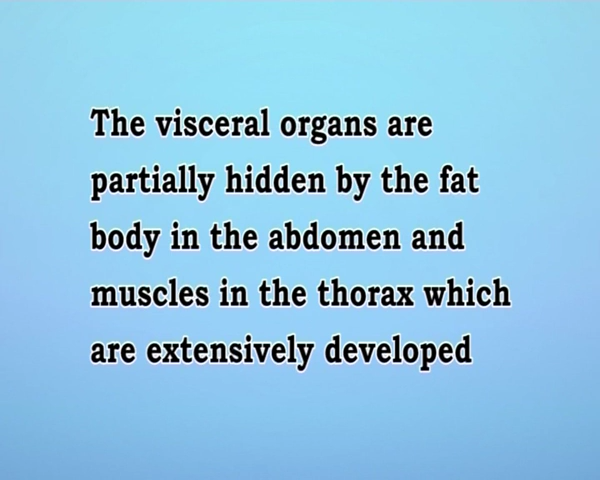 The visceral organs are
partially hidden by the fat
body in the abdomen and
muscles in the thorax which
are extensively developed